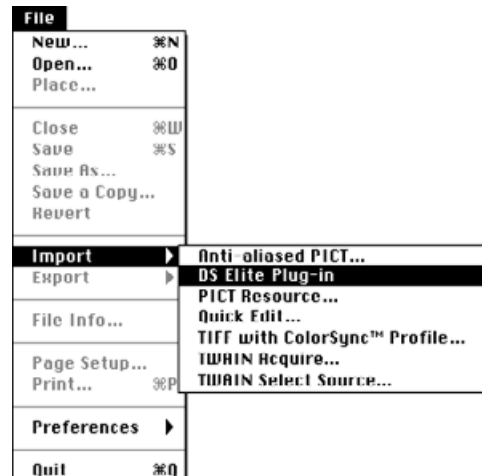 File
New... ⌘N
Open... ⌘O
Place...
Close ⌘W
Save ⌘S
Save As...
Save a Copy...
Revert
Import
Export
File Info...
Page Setup...
Print... ⌘P
Preferences
Quit ⌘Q
Anti-aliased PICT...
DS Elite Plug-in
PICT Resource...
Quick Edit...
TIFF with ColorSync™ Profile...
TWAIN Acquire...
TWAIN Select Source...